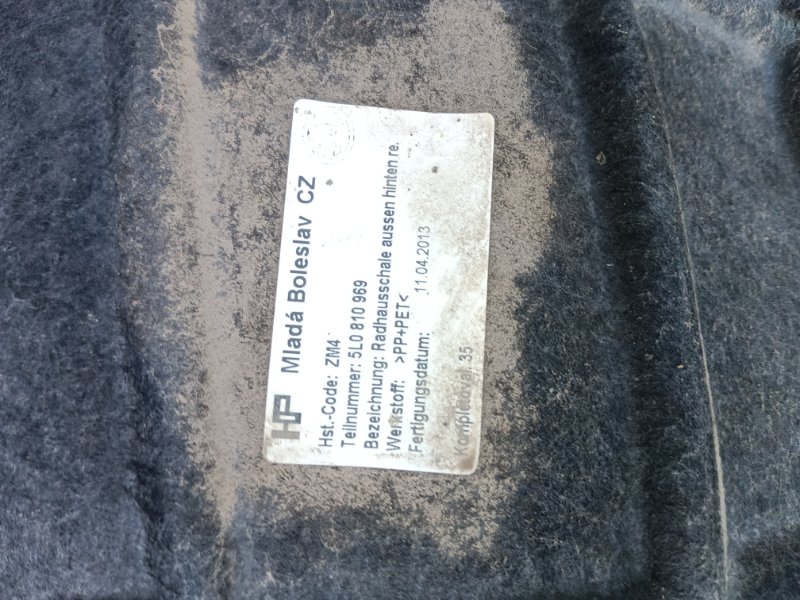 HP Mladá Boleslav CZ
Hst.-Code: ZM4
Teilnummer: 5L0 810 969
Bezeichnung: Radhausschale aussen hinten re.
Werkstoff: >PP+PET<
Fertigungsdatum: 11.04.2013
35